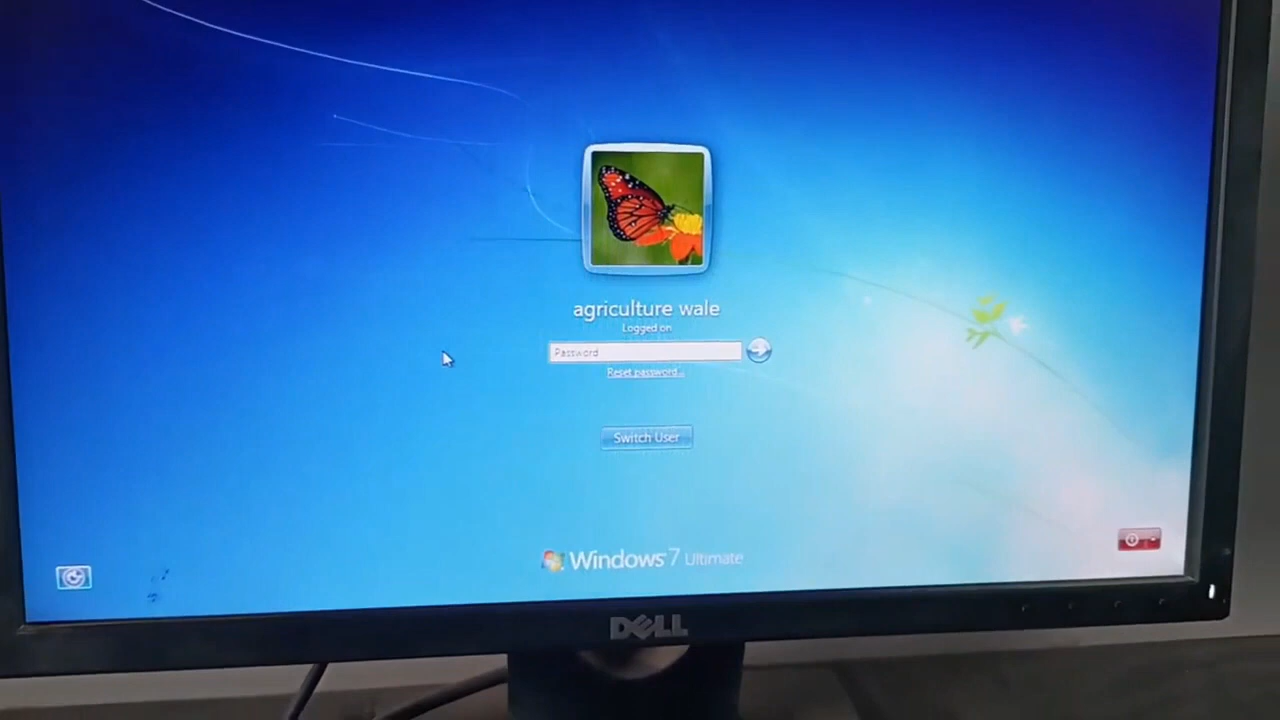 agriculture wale
Logged on
Password
Reset password...
Switch User
Windows 7 Ultimate
DELL